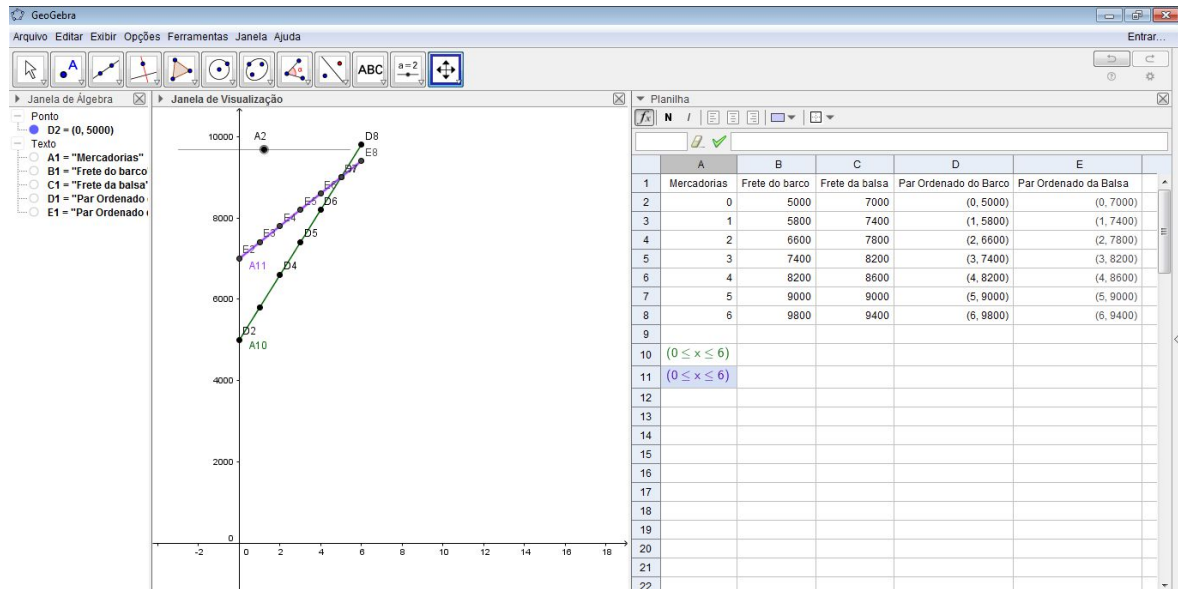 GeoGebra
Arquivo Editar Exibir Opções Ferramentas Janela Ajuda
Entrar...
ABC
a=2
Janela de Álgebra
Ponto
D2 = (0, 5000)
Texto
A1 = "Mercadorias"
B1 = "Frete do barco
C1 = "Frete da balsa"
D1 = "Par Ordenado
E1 = "Par Ordenado
Janela de Visualização
10000
8000
6000
4000
2000
0
-2 0 2 4 6 8 10 12 14 16 18
A2
D8
E8
D7
E6
D6
E5
D5
E4
D4
E3
E2
A11
D2
A10
Planilha
fx N I
A B C D E
1 Mercadorias Frete do barco Frete da balsa Par Ordenado do Barco Par Ordenado da Balsa
2 0 5000 7000 (0, 5000) (0, 7000)
3 1 5800 7400 (1, 5800) (1, 7400)
4 2 6600 7800 (2, 6600) (2, 7800)
5 3 7400 8200 (3, 7400) (3, 8200)
6 4 8200 8600 (4, 8200) (4, 8600)
7 5 9000 9000 (5, 9000) (5, 9000)
8 6 9800 9400 (6, 9800) (6, 9400)
9
10 (0 ≤ x ≤ 6)
11 (0 ≤ x ≤ 6)
12
13
14
15
16
17
18
19
20
21
22